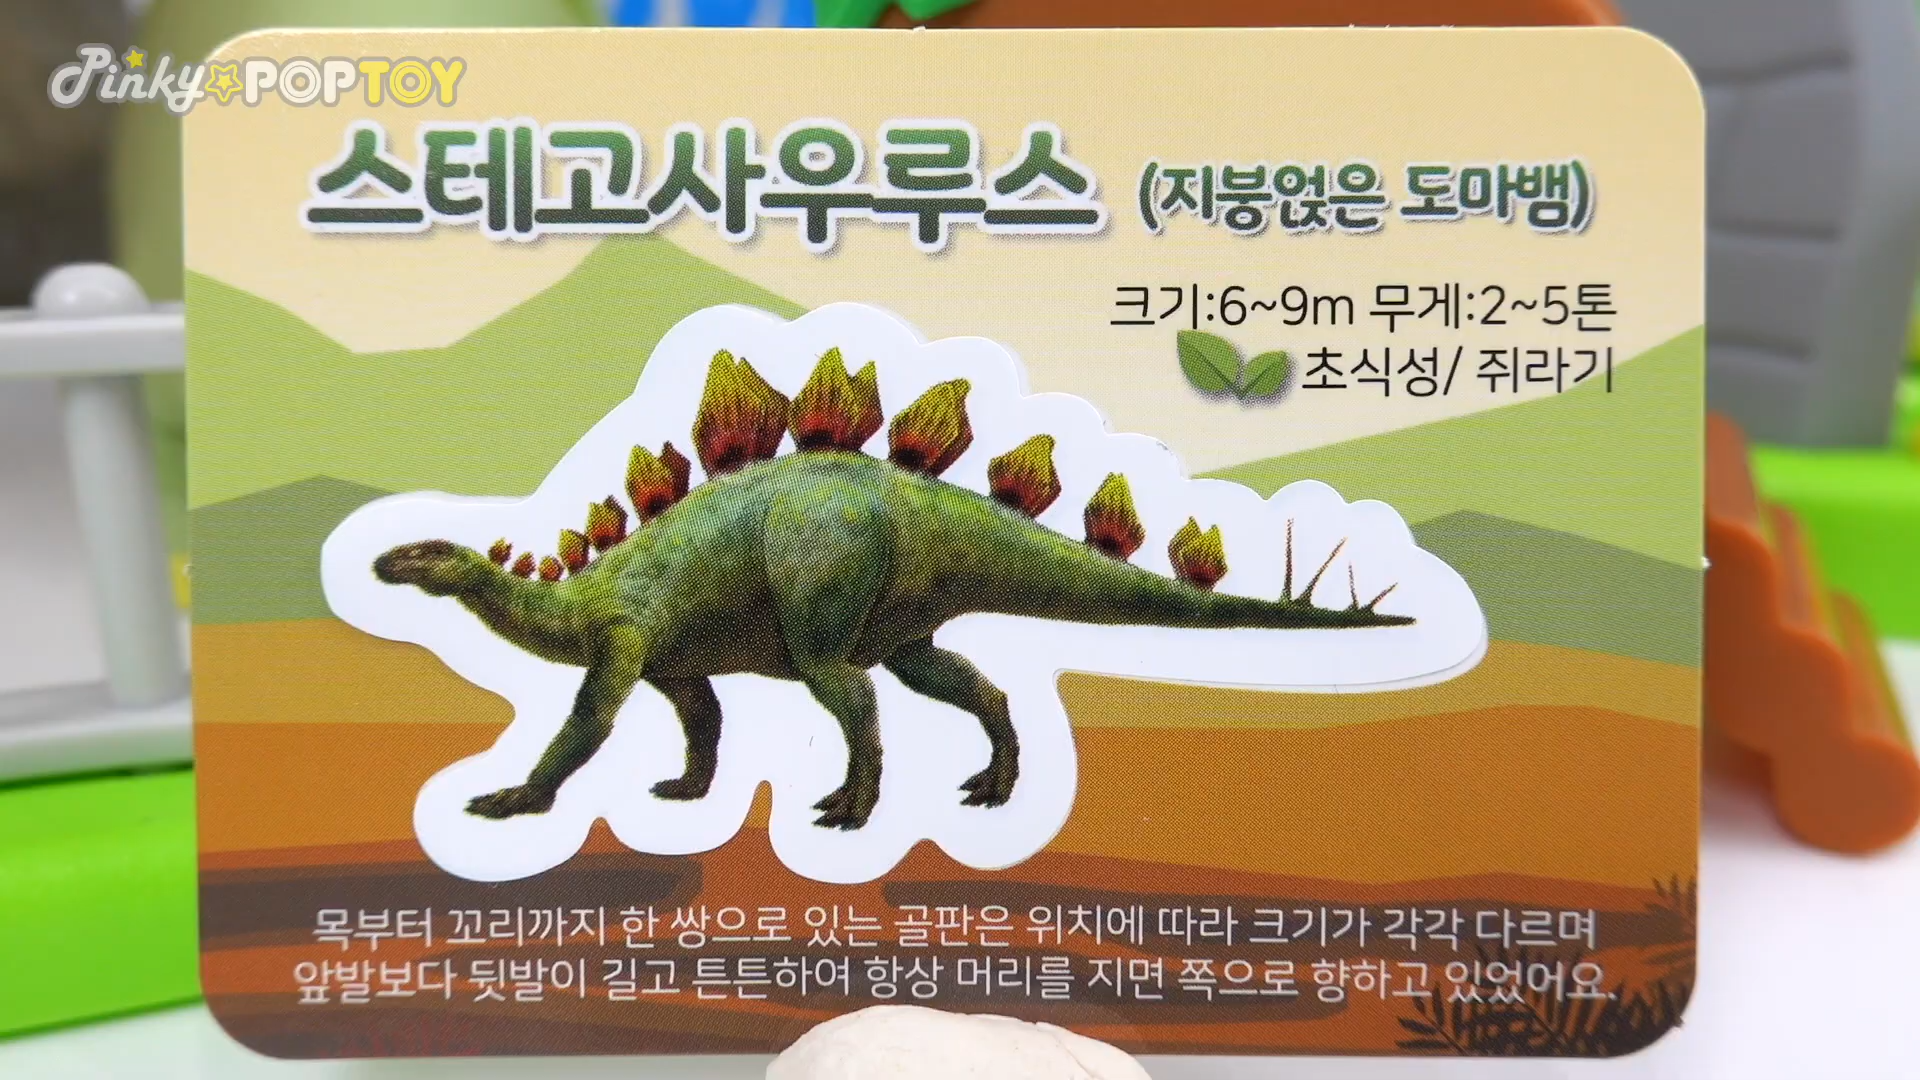 Pinky POPTOY
스테고사우루스 (지붕얹은 도마뱀)
크기:6~9m 무게:2~5톤
초식성/ 쥐라기
목부터 꼬리까지 한 쌍으로 있는 골판은 위치에 따라 크기가 각각 다르며
앞발보다 뒷발이 길고 튼튼하여 항상 머리를 지면 쪽으로 향하고 있었어요.